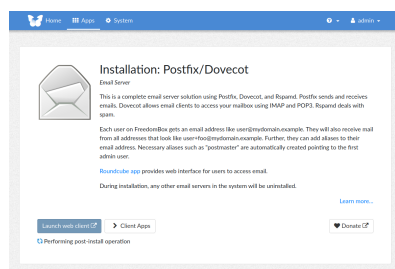 Home Apps System admin
Installation: Postfix/Dovecot
Email Server
This is a complete email server solution using Postfix, Dovecot, and Rspamd. Postfix sends and receives
emails. Dovecot allows email clients to access your mailbox using IMAP and POP3. Rspamd deals with
spam.
Each user on FreedomBox gets an email address like user@mydomain.example. They will also receive mail
from all addresses that look like user+foo@mydomain.example. Further, they can add aliases to their
email address. Necessary aliases such as "postmaster" are automatically created pointing to the first
admin user.
Roundcube app provides web interface for users to access email.
During installation, any other email servers in the system will be uninstalled.
Learn more...
Launch web client Client Apps Donate
Performing post-install operation